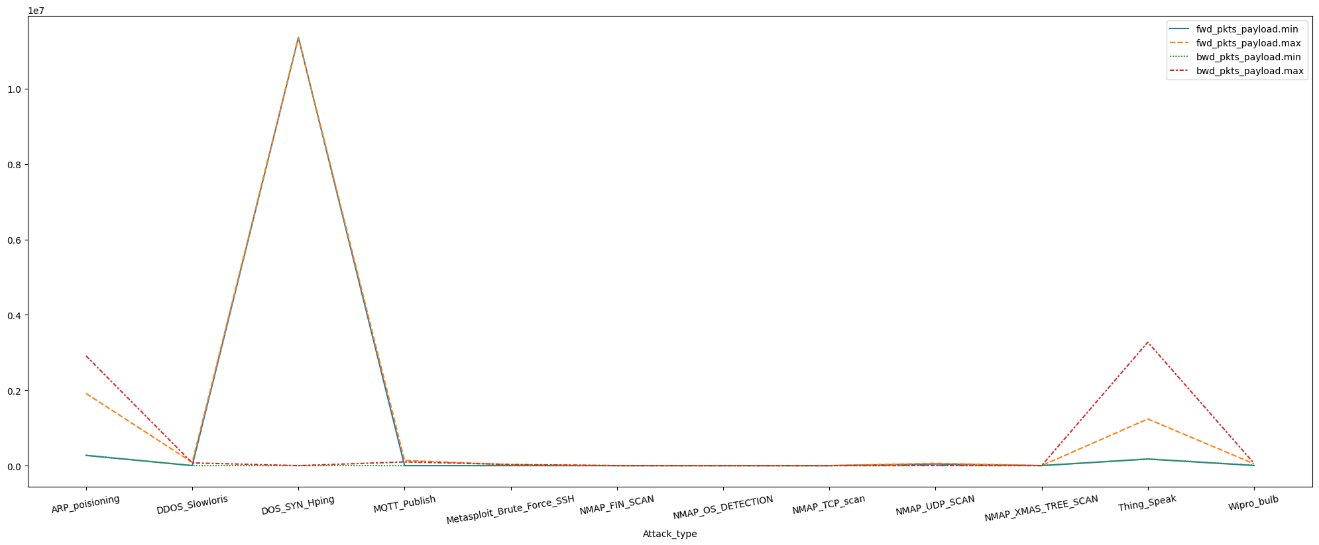 1e7
fwd_pkts_payload.min
fwd_pkts_payload.max
bwd_pkts_payload.min
bwd_pkts_payload.max
1.0
0.8
0.6
0.4
0.2
0.0
ARP_poisioning
DDOS_Slowloris
DOS_SYN_Hping
MQTT_Publish
Metasploit_Brute_Force_SSH
NMAP_FIN_SCAN
NMAP_OS_DETECTION
NMAP_TCP_scan
NMAP_UDP_SCAN
NMAP_XMAS_TREE_SCAN
Thing_Speak
Wipro_bulb
Attack_type